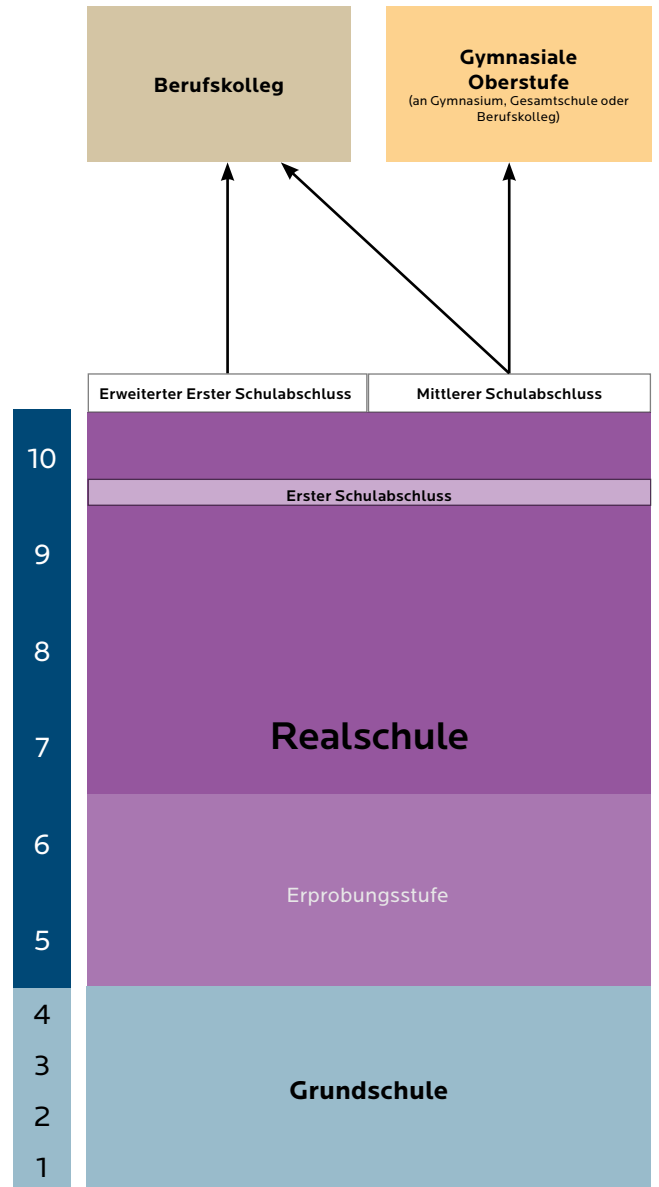 Berufskolleg
Gymnasiale
Oberstufe
(an Gymnasium, Gesamtschule oder
Berufskolleg)
Erweiterter Erster Schulabschluss
Mittlerer Schulabschluss
10
Erster Schulabschluss
9
8
7
Realschule
6
Erprobungsstufe
5
4
3
Grundschule
2
1